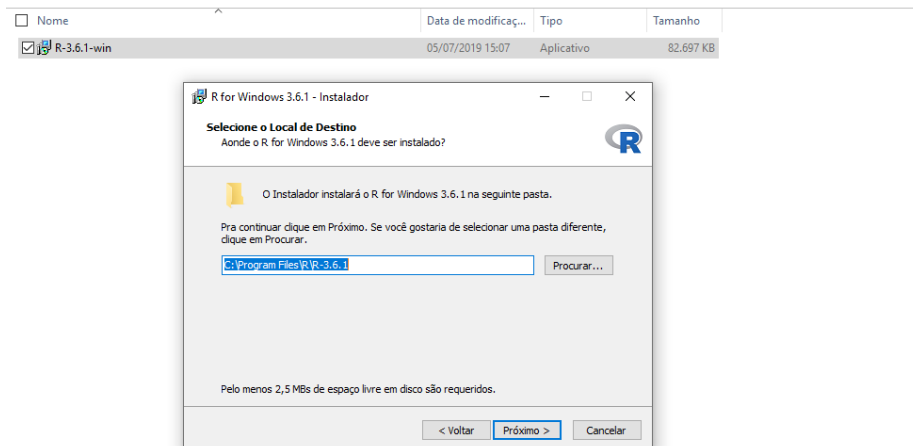 Nome Data de modificaç... Tipo Tamanho
R-3.6.1-win 05/07/2019 15:07 Aplicativo 82.697 KB
R for Windows 3.6.1 - Instalador
Selecione o Local de Destino
Aonde o R for Windows 3.6.1 deve ser instalado?
R
O Instalador instalará o R for Windows 3.6.1 na seguinte pasta.
Pra continuar clique em Próximo. Se você gostaria de selecionar uma pasta diferente,
clique em Procurar.
C:\Program Files\R\R-3.6.1 Procurar...
Pelo menos 2,5 MBs de espaço livre em disco são requeridos.
< Voltar Próximo > Cancelar